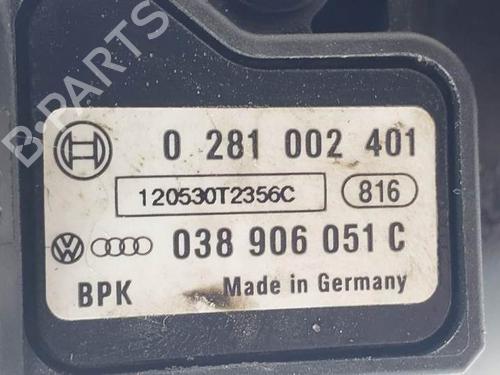 B-PARTS
0 281 002 401
120530T2356C 816
038 906 051 C
BPK Made in Germany